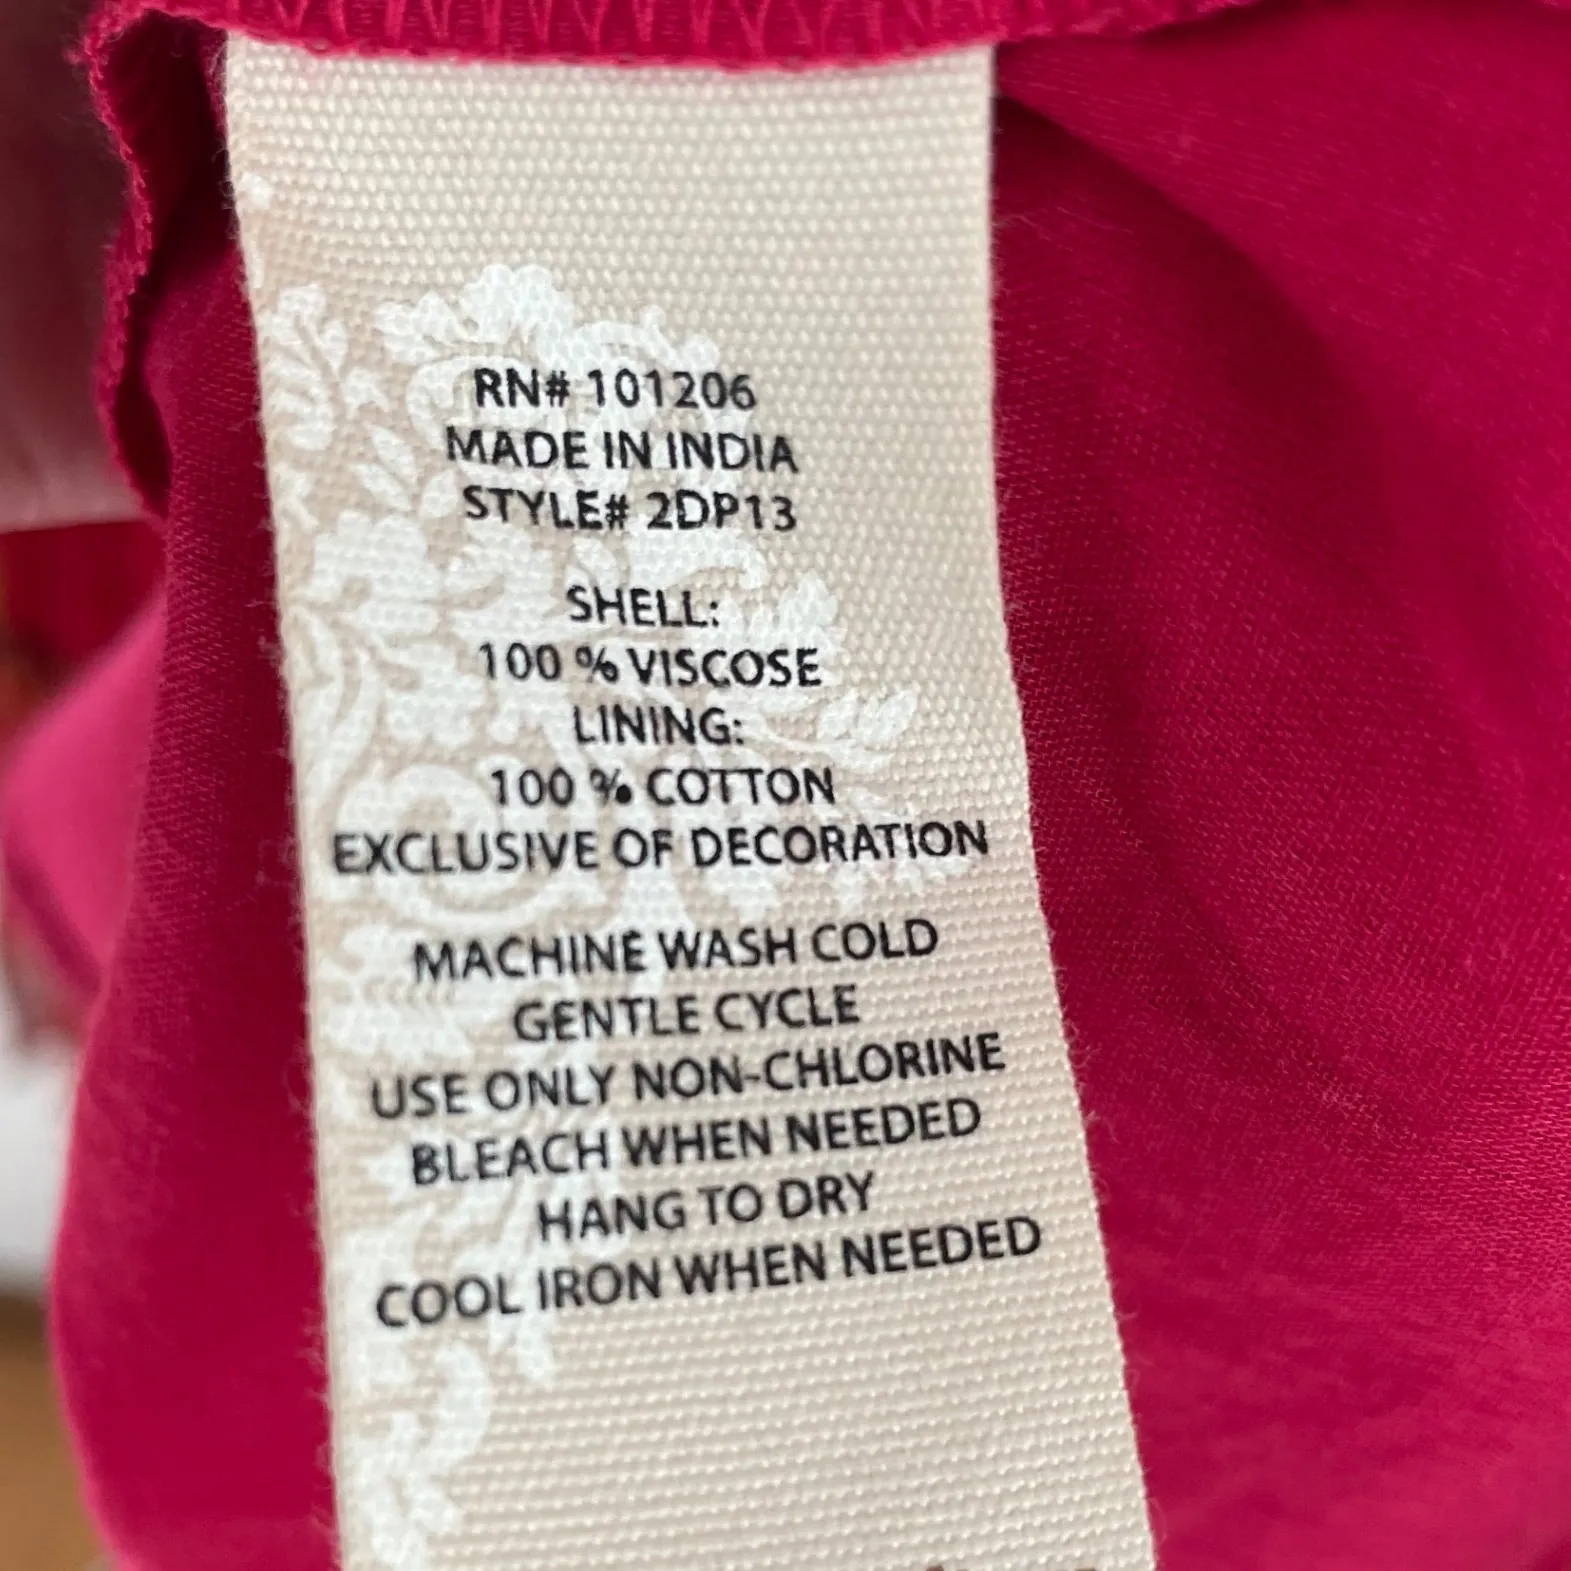 RN# 101206
MADE IN INDIA
STYLE# 2DP13
SHELL:
100 % VISCOSE
LINING:
100 % COTTON
EXCLUSIVE OF DECORATION
MACHINE WASH COLD
GENTLE CYCLE
USE ONLY NON-CHLORINE
BLEACH WHEN NEEDED
HANG TO DRY
COOL IRON WHEN NEEDED